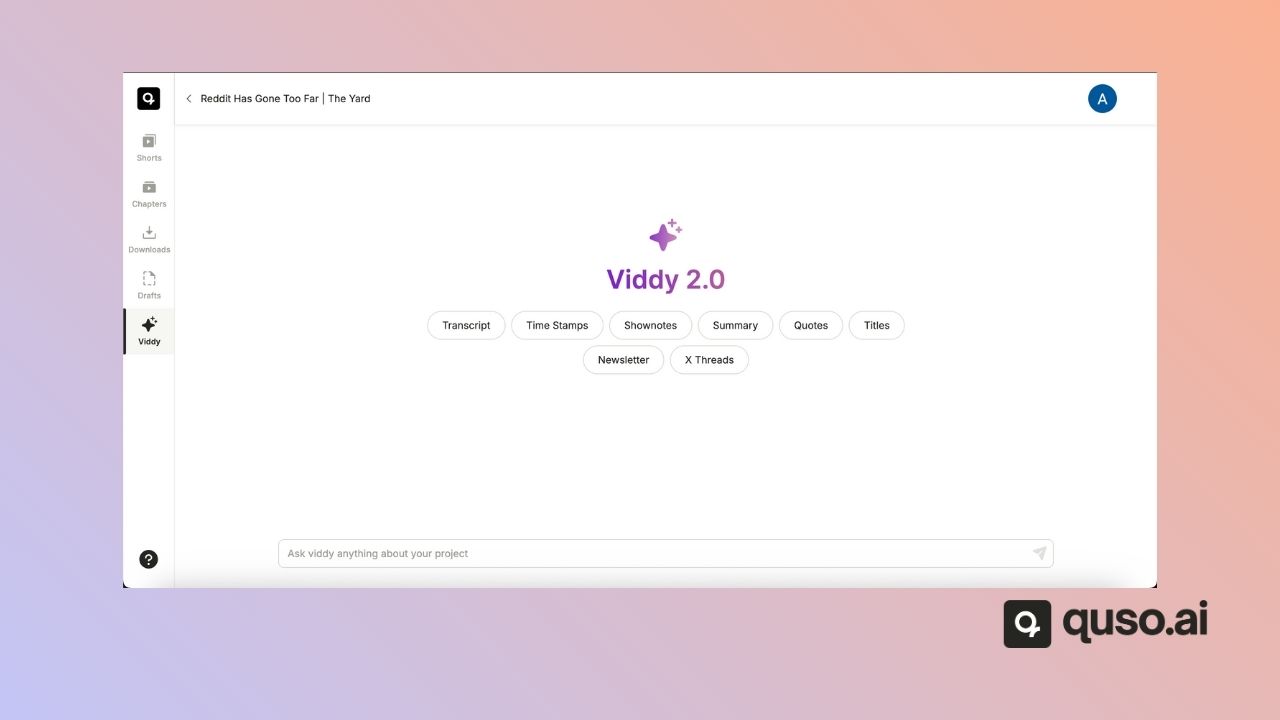 Reddit Has Gone Too Far | The Yard
A
Shorts
Chapters
Downloads
Drafts
Viddy
Viddy 2.0
Transcript Time Stamps Shownotes Summary Quotes Titles
Newsletter X Threads
Ask viddy anything about your project
?
quso.ai